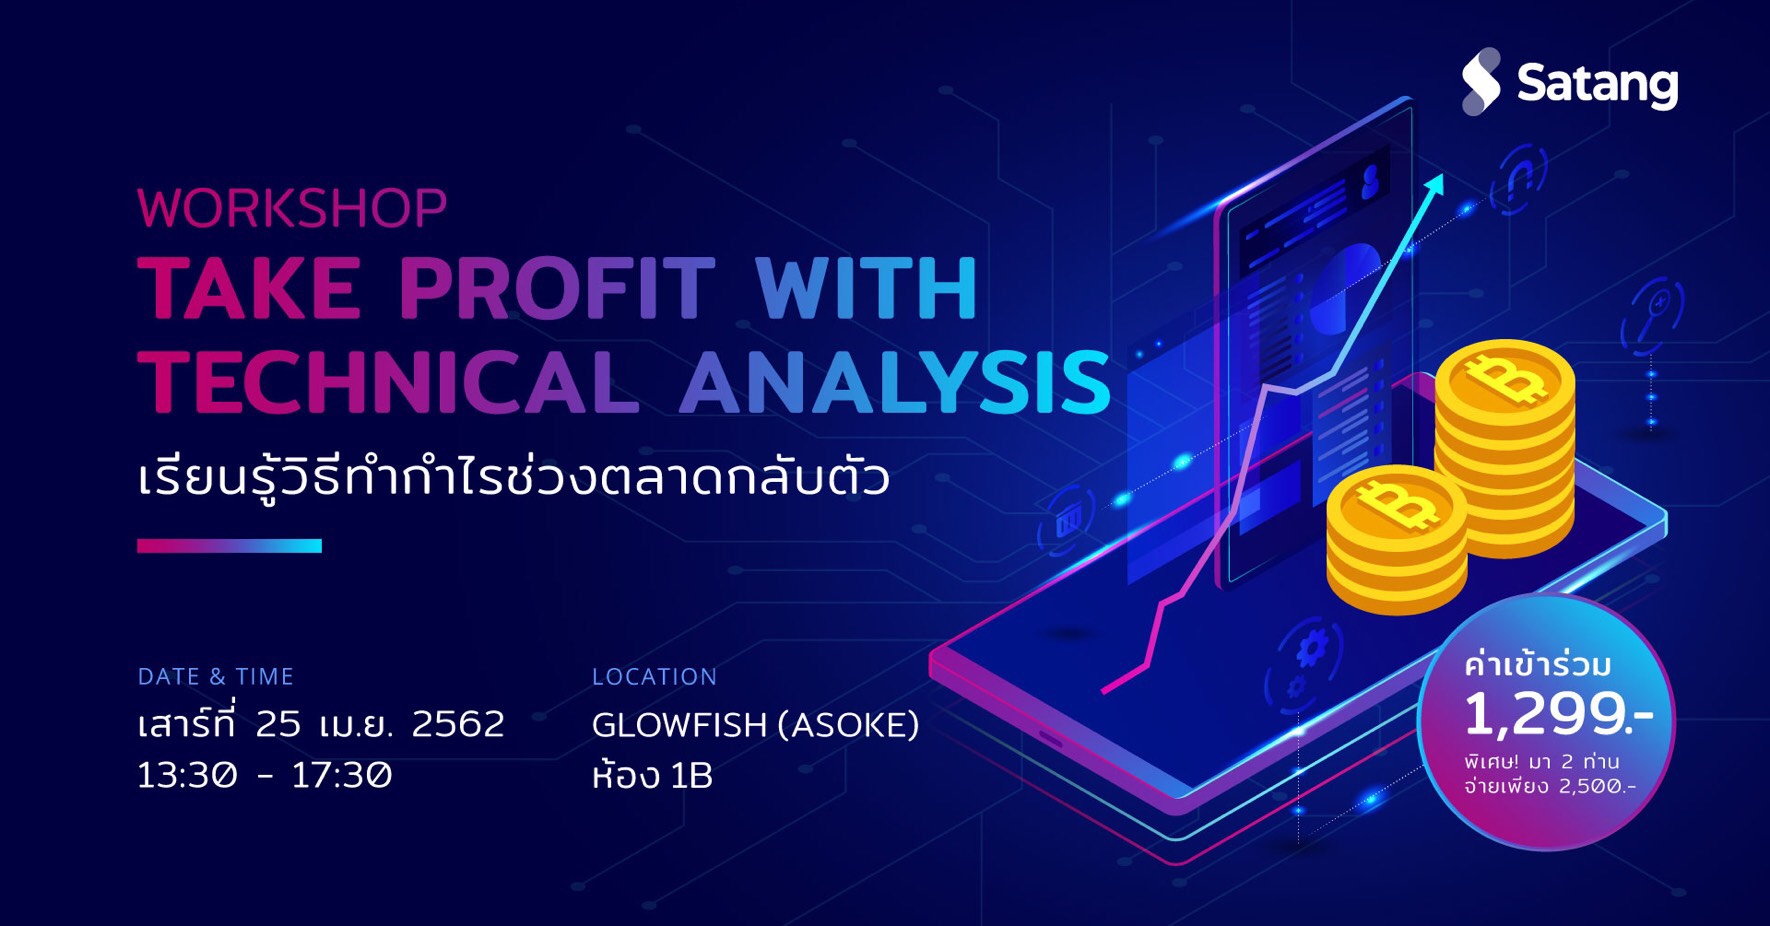 Satang
WORKSHOP
TAKE PROFIT WITH
TECHNICAL ANALYSIS
เรียนรู้วิธีทำกำไรช่วงตลาดกลับตัว
DATE & TIME
เสาร์ที่ 25 เม.ย. 2562
13:30 - 17:30
LOCATION
GLOWFISH (ASOKE)
ห้อง 1B
ค่าเข้าร่วม
1,299.-
พิเศษ! มา 2 ท่าน
จ่ายเพียง 2,500.-